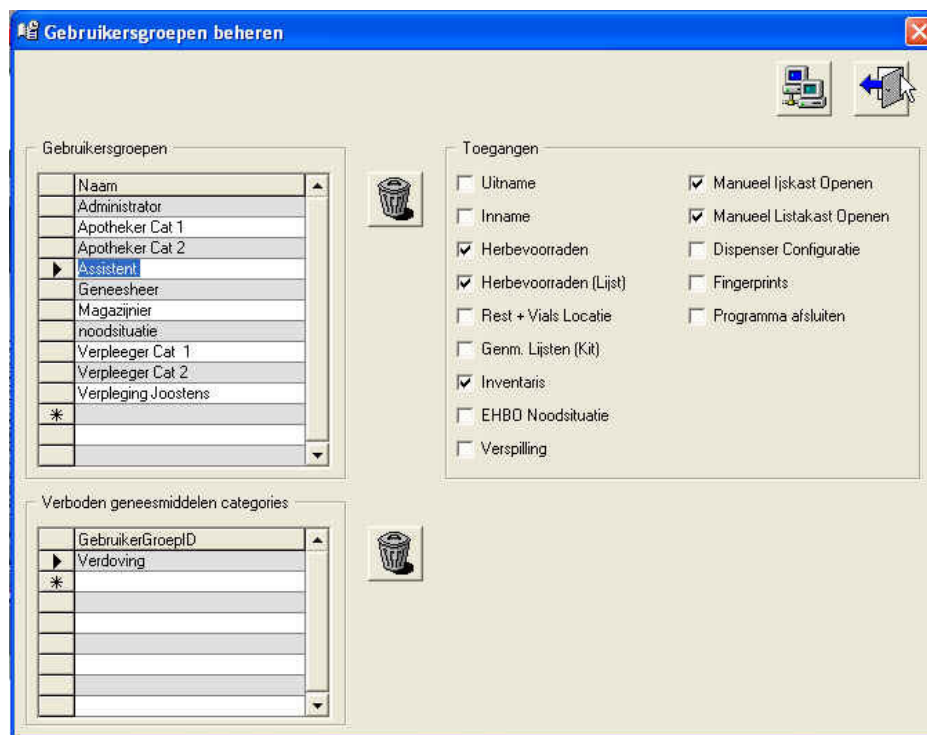 Gebruikersgroepen beheren
Gebruikersgroepen
Naam
Administrator
Apotheker Cat 1
Apotheker Cat 2
Assistent
Geneesheer
Magazijnier
noodsituatie
Verpleeger Cat  1
Verpleeger Cat 2
Verpleging Joostens
Toegangen
Uitname
Inname
Herbevoorraden
Herbevoorraden (Lijst)
Rest + Vials Locatie
Genm. Lijsten (Kit)
Inventaris
EHBO Noodsituatie
Verspilling
Manueel Ijskast Openen
Manueel Listakast Openen
Dispenser Configuratie
Fingerprints
Programma afsluiten
Verboden geneesmiddelen categories
GebruikerGroepID
Verdoving